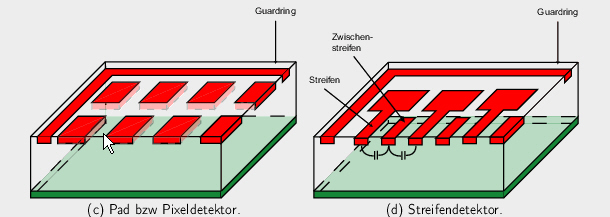 Guardring
Guardring
Zwischen-
streifen
Streifen
(c) Pad bzw Pixeldetektor.
(d) Streifendetektor.